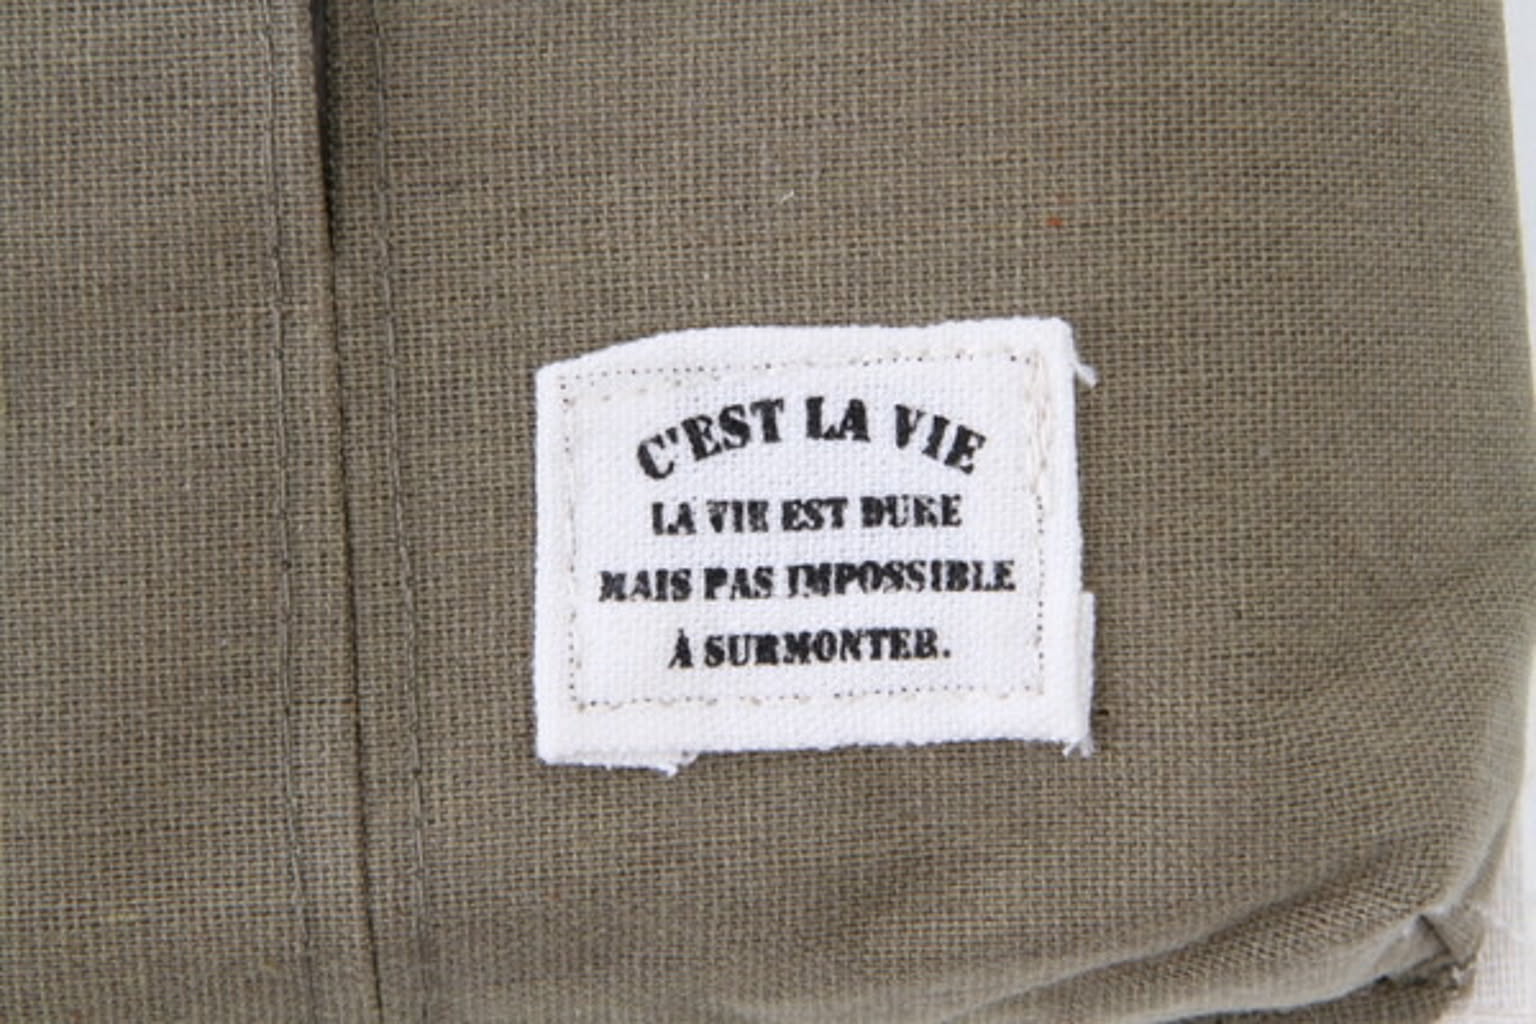 C'EST LA VIE
LA VIE EST DURE
MAIS PAS IMPOSSIBLE
À SURMONTER.